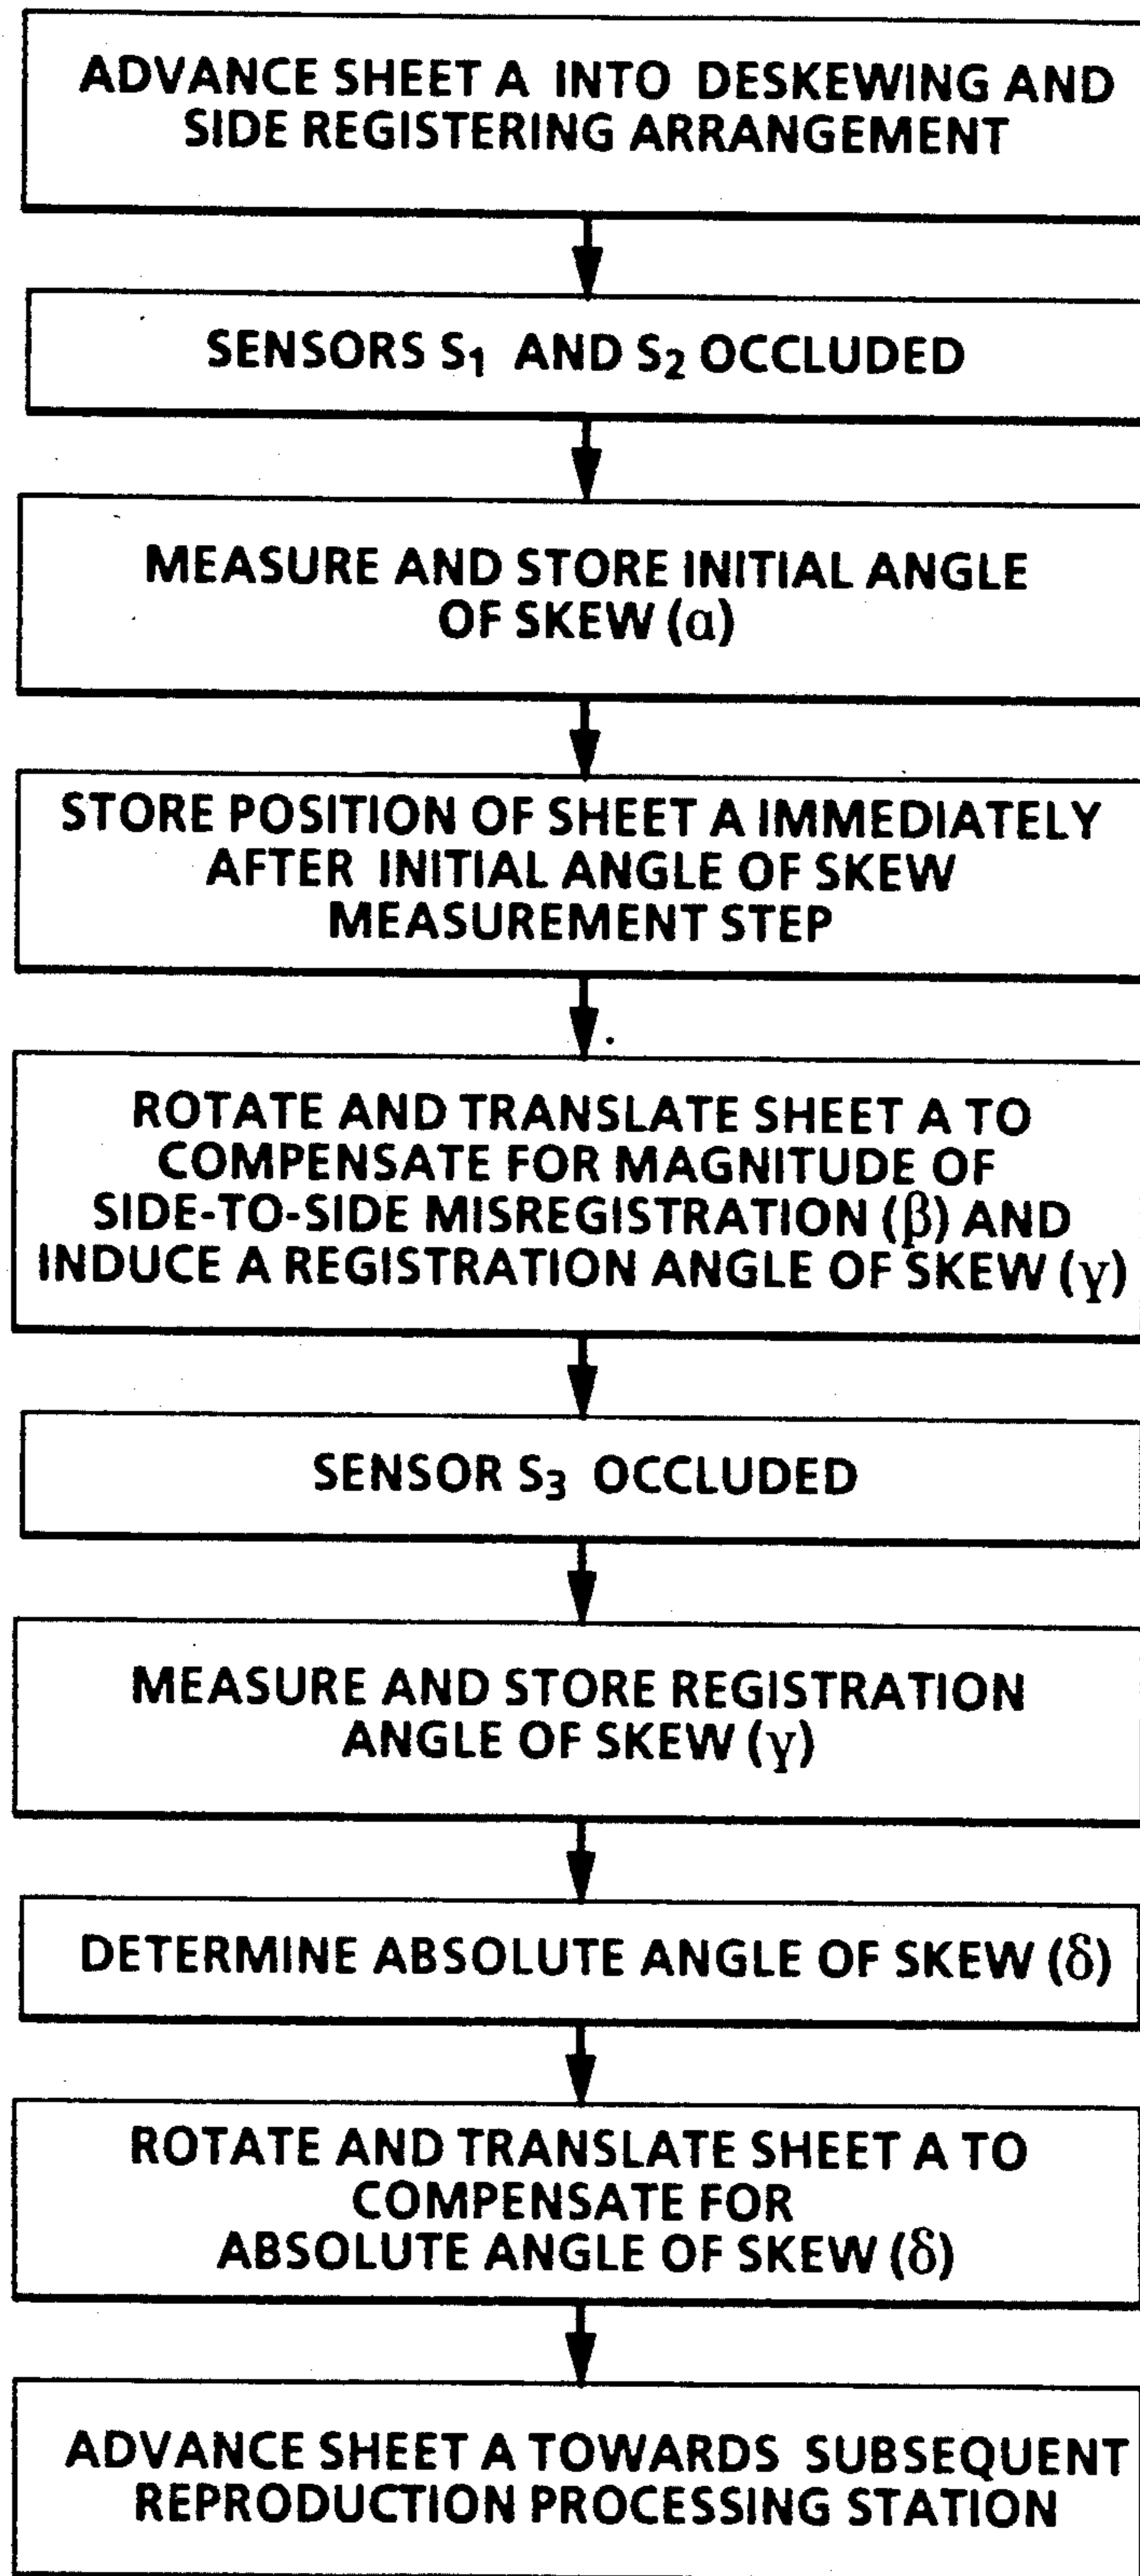 ADVANCE SHEET A INTO DESKEWING AND
SIDE REGISTERING ARRANGEMENT
SENSORS S₁ AND S₂ OCCLUDED
MEASURE AND STORE INITIAL ANGLE
OF SKEW (α)
STORE POSITION OF SHEET A IMMEDIATELY
AFTER INITIAL ANGLE OF SKEW
MEASUREMENT STEP
ROTATE AND TRANSLATE SHEET A TO
COMPENSATE FOR MAGNITUDE OF
SIDE-TO-SIDE MISREGISTRATION (β) AND
INDUCE A REGISTRATION ANGLE OF SKEW (γ)
SENSOR S₃ OCCLUDED
MEASURE AND STORE REGISTRATION
ANGLE OF SKEW (γ)
DETERMINE ABSOLUTE ANGLE OF SKEW (δ)
ROTATE AND TRANSLATE SHEET A TO
COMPENSATE FOR
ABSOLUTE ANGLE OF SKEW (δ)
ADVANCE SHEET A TOWARDS SUBSEQUENT
REPRODUCTION PROCESSING STATION